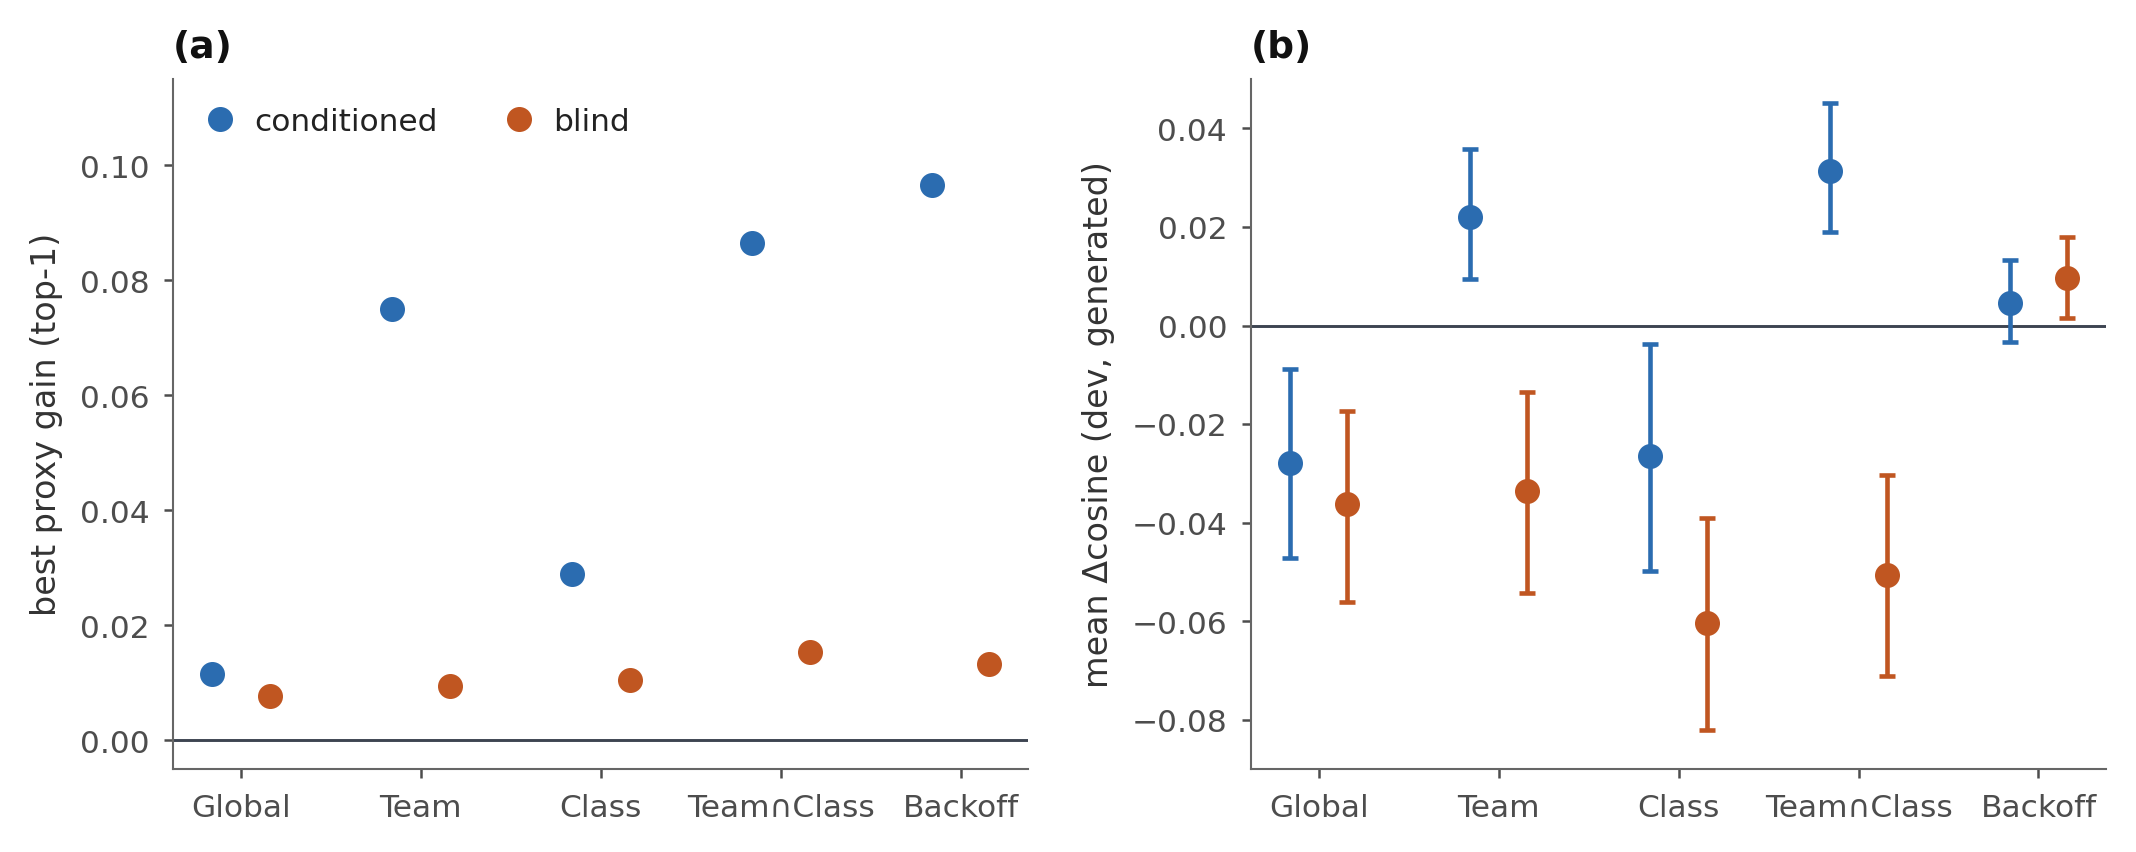 (a)
conditioned
blind
best proxy gain (top-1)
0.10
0.08
0.06
0.04
0.02
0.00
Global
Team
Class
Team∩Class
Backoff
(b)
mean Δcosine (dev, generated)
0.04
0.02
0.00
−0.02
−0.04
−0.06
−0.08
Global
Team
Class
Team∩Class
Backoff